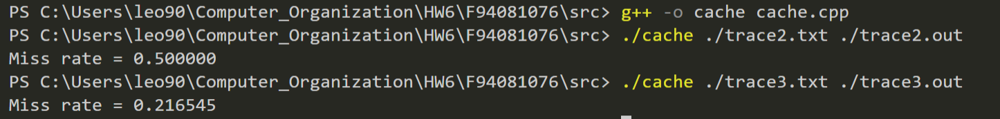 PS C:\Users\leo90\Computer_Organization\HW6\F94081076\src> g++ -o cache cache.cpp
PS C:\Users\leo90\Computer_Organization\HW6\F94081076\src> ./cache ./trace2.txt ./trace2.out
Miss rate = 0.500000
PS C:\Users\leo90\Computer_Organization\HW6\F94081076\src> ./cache ./trace3.txt ./trace3.out
Miss rate = 0.216545